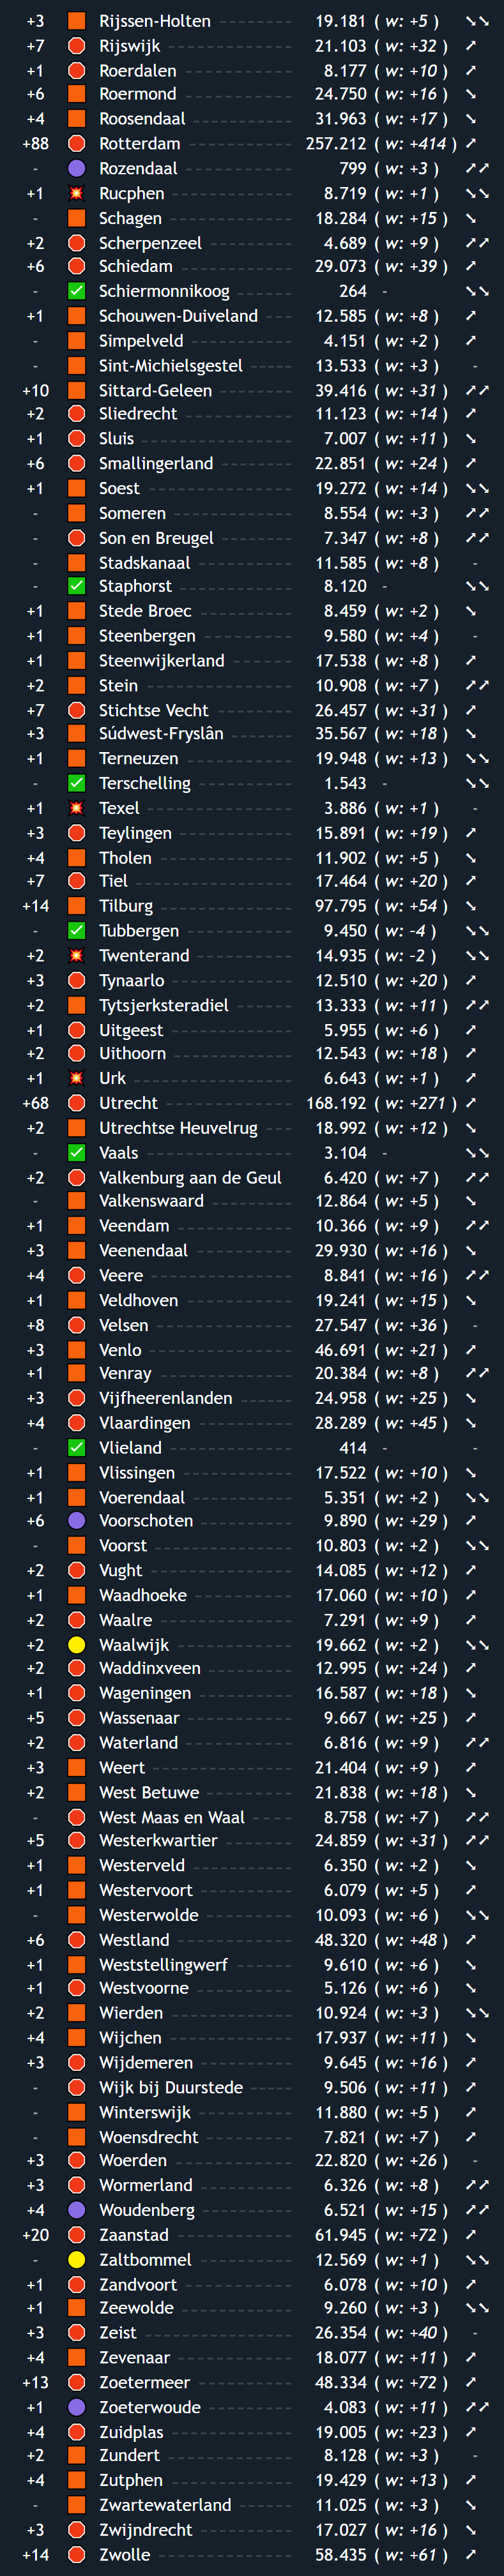 +3 Rijssen-Holten 19.181 ( w: +5 ) ↘↘
+7 Rijswijk 21.103 ( w: +32 ) ↗
+1 Roerdalen 8.177 ( w: +10 ) ↗
+6 Roermond 24.750 ( w: +16 ) ↘
+4 Roosendaal 31.963 ( w: +17 ) ↘
+88 Rotterdam 257.212 ( w: +414 ) ↗
- Rozendaal 799 ( w: +3 ) ↗↗
+1 Rucphen 8.719 ( w: +1 ) ↘↘
- Schagen 18.284 ( w: +15 ) ↘
+2 Scherpenzeel 4.689 ( w: +9 ) ↗↗
+6 Schiedam 29.073 ( w: +39 ) ↗
- Schiermonnikoog 264 - ↘↘
+1 Schouwen-Duiveland 12.585 ( w: +8 ) ↗
- Simpelveld 4.151 ( w: +2 ) ↗
- Sint-Michielsgestel 13.533 ( w: +3 ) -
+10 Sittard-Geleen 39.416 ( w: +31 ) ↗↗
+2 Sliedrecht 11.123 ( w: +14 ) ↗
+1 Sluis 7.007 ( w: +11 ) ↘
+6 Smallingerland 22.851 ( w: +24 ) ↗
+1 Soest 19.272 ( w: +14 ) ↘↘
- Someren 8.554 ( w: +3 ) ↗↗
- Son en Breugel 7.347 ( w: +8 ) ↗↗
- Stadskanaal 11.585 ( w: +8 ) -
- Staphorst 8.120 - ↘↘
+1 Stede Broec 8.459 ( w: +2 ) ↘
+1 Steenbergen 9.580 ( w: +4 ) -
+1 Steenwijkerland 17.538 ( w: +8 ) ↗
+2 Stein 10.908 ( w: +7 ) ↗↗
+7 Stichtse Vecht 26.457 ( w: +31 ) ↗
+3 Súdwest-Fryslân 35.567 ( w: +18 ) ↘
+1 Terneuzen 19.948 ( w: +13 ) ↘↘
- Terschelling 1.543 - ↘↘
+1 Texel 3.886 ( w: +1 ) -
+3 Teylingen 15.891 ( w: +19 ) ↗
+4 Tholen 11.902 ( w: +5 ) ↘
+7 Tiel 17.464 ( w: +20 ) ↗
+14 Tilburg 97.795 ( w: +54 ) ↘
- Tubbergen 9.450 ( w: -4 ) ↘↘
+2 Twenterand 14.935 ( w: -2 ) ↘↘
+3 Tynaarlo 12.510 ( w: +20 ) ↗
+2 Tytsjerksteradiel 13.333 ( w: +11 ) ↗↗
+1 Uitgeest 5.955 ( w: +6 ) ↗
+2 Uithoorn 12.543 ( w: +18 ) ↗
+1 Urk 6.643 ( w: +1 ) ↗
+68 Utrecht 168.192 ( w: +271 ) ↗
+2 Utrechtse Heuvelrug 18.992 ( w: +12 ) ↘
- Vaals 3.104 - ↘↘
+2 Valkenburg aan de Geul 6.420 ( w: +7 ) ↗↗
- Valkenswaard 12.864 ( w: +5 ) ↘
+1 Veendam 10.366 ( w: +9 ) ↗↗
+3 Veenendaal 29.930 ( w: +16 ) ↘
+4 Veere 8.841 ( w: +16 ) ↗↗
+1 Veldhoven 19.241 ( w: +15 ) ↘
+8 Velsen 27.547 ( w: +36 ) -
+3 Venlo 46.691 ( w: +21 ) ↗
+1 Venray 20.384 ( w: +8 ) ↗↗
+3 Vijfheerenlanden 24.958 ( w: +25 ) ↘
+4 Vlaardingen 28.289 ( w: +45 ) ↘
- Vlieland 414 - -
+1 Vlissingen 17.522 ( w: +10 ) ↘
+1 Voerendaal 5.351 ( w: +2 ) ↘↘
+6 Voorschoten 9.890 ( w: +29 ) ↗
- Voorst 10.803 ( w: +2 ) ↘↘
+2 Vught 14.085 ( w: +12 ) ↗
+1 Waadhoeke 17.060 ( w: +10 ) ↗
+2 Waalre 7.291 ( w: +9 ) ↗
+2 Waalwijk 19.662 ( w: +2 ) ↘↘
+2 Waddinxveen 12.995 ( w: +24 ) ↗
+1 Wageningen 16.587 ( w: +18 ) ↘
+5 Wassenaar 9.667 ( w: +25 ) ↗
+2 Waterland 6.816 ( w: +9 ) ↗↗
+3 Weert 21.404 ( w: +9 ) ↗
+2 West Betuwe 21.838 ( w: +18 ) ↘
- West Maas en Waal 8.758 ( w: +7 ) ↗↗
+5 Westerkwartier 24.859 ( w: +31 ) ↗↗
+1 Westerveld 6.350 ( w: +2 ) ↘
+1 Westervoort 6.079 ( w: +5 ) ↗
- Westerwolde 10.093 ( w: +6 ) ↘↘
+6 Westland 48.320 ( w: +48 ) ↗
+1 Weststellingwerf 9.610 ( w: +6 ) ↘
+1 Westvoorne 5.126 ( w: +6 ) ↘
+2 Wierden 10.924 ( w: +3 ) ↘↘
+4 Wijchen 17.937 ( w: +11 ) ↘
+3 Wijdemeren 9.645 ( w: +16 ) ↗
- Wijk bij Duurstede 9.506 ( w: +11 ) ↗
- Winterswijk 11.880 ( w: +5 ) ↗
- Woensdrecht 7.821 ( w: +7 ) ↗
+3 Woerden 22.820 ( w: +26 ) -
+3 Wormerland 6.326 ( w: +8 ) ↗↗
+4 Woudenberg 6.521 ( w: +15 ) ↗↗
+20 Zaanstad 61.945 ( w: +72 ) ↗
- Zaltbommel 12.569 ( w: +1 ) ↘↘
+1 Zandvoort 6.078 ( w: +10 ) ↗
+1 Zeewolde 9.260 ( w: +3 ) ↘↘
+3 Zeist 26.354 ( w: +40 ) -
+4 Zevenaar 18.077 ( w: +11 ) ↗
+13 Zoetermeer 48.334 ( w: +72 ) ↗
+1 Zoeterwoude 4.083 ( w: +11 ) ↗↗
+4 Zuidplas 19.005 ( w: +23 ) ↗
+2 Zundert 8.128 ( w: +3 ) -
+4 Zutphen 19.429 ( w: +13 ) ↗
- Zwartewaterland 11.025 ( w: +3 ) ↘
+3 Zwijndrecht 17.027 ( w: +16 ) ↘
+14 Zwolle 58.435 ( w: +61 ) ↗